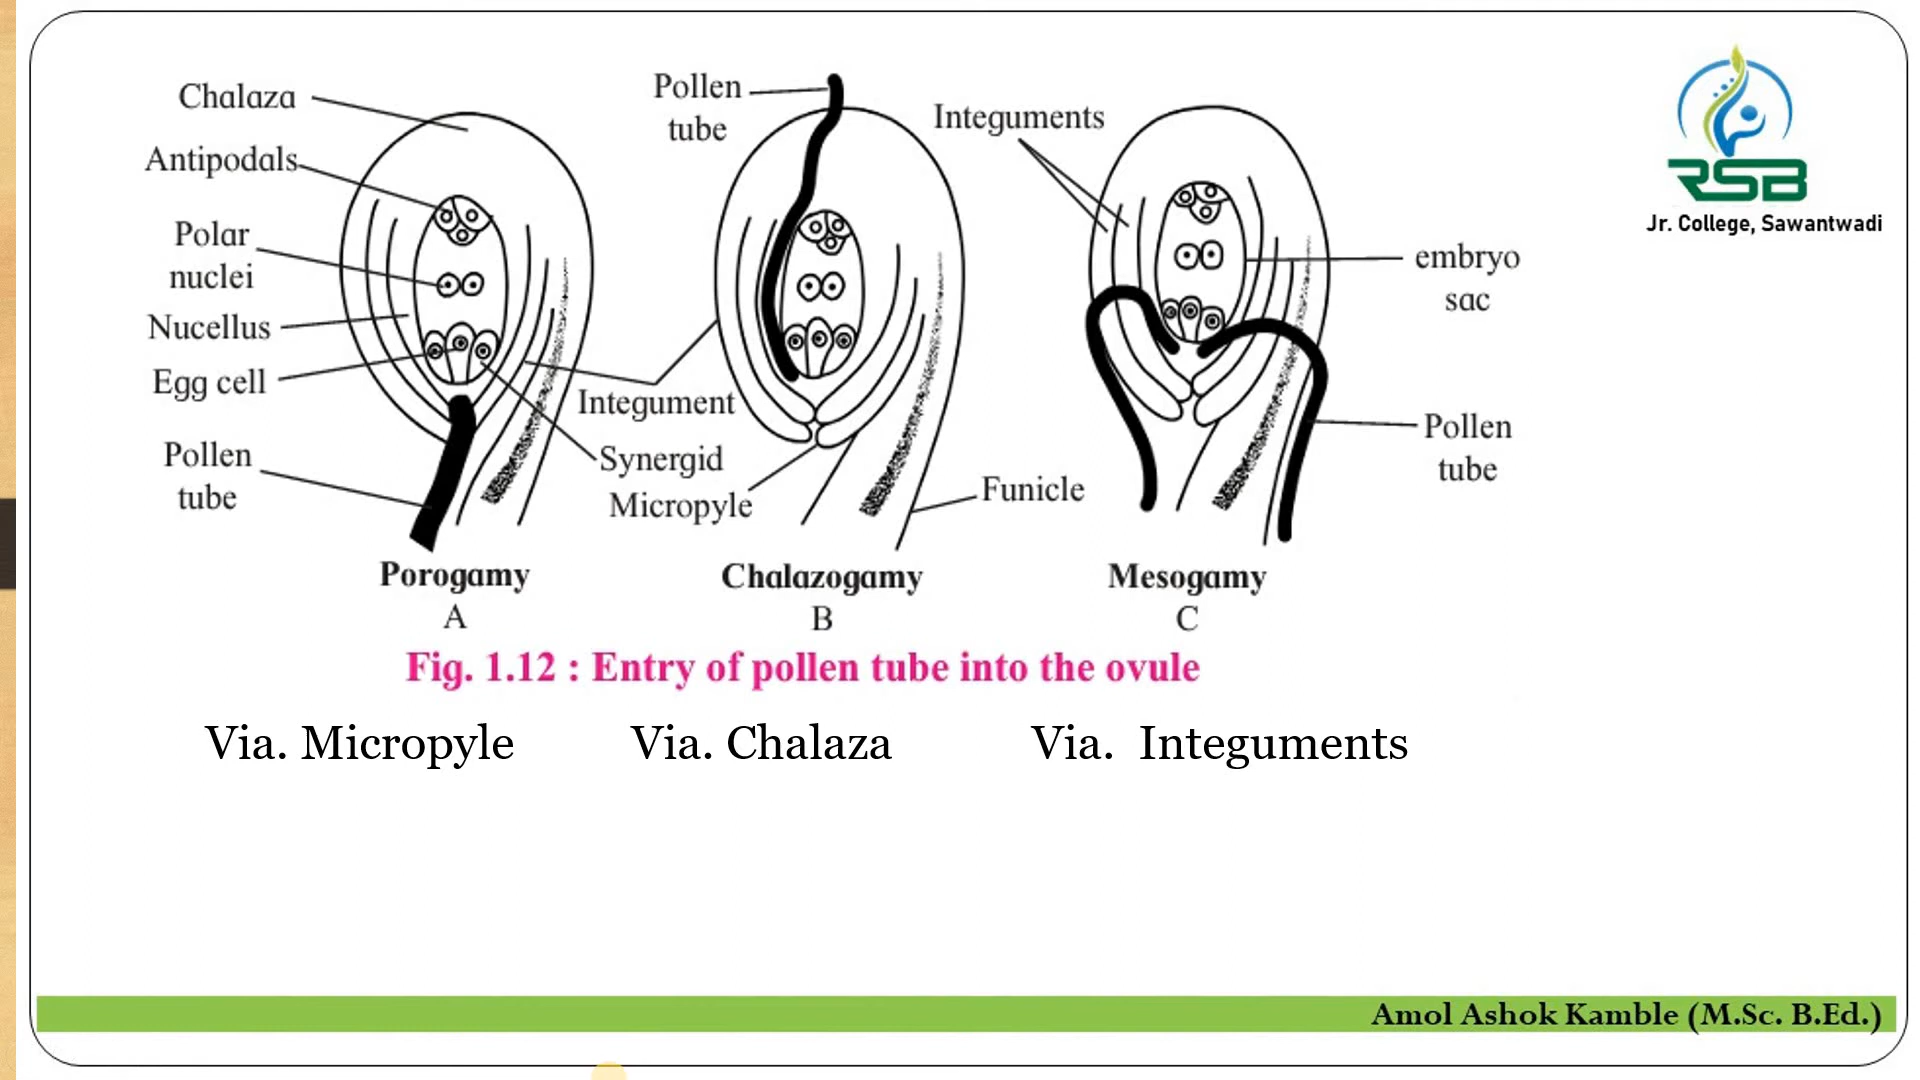 Chalaza
Antipodals
Polar
nuclei
Nucellus
Egg cell
Pollen
tube
Pollen
tube
Integument
Synergid
Micropyle
Integuments
Funicle
embryo
sac
Pollen
tube
Porogamy
A
Chalazogamy
B
Mesogamy
C
Fig. 1.12 : Entry of pollen tube into the ovule
Via. Micropyle
Via. Chalaza
Via. Integuments
RSB
Jr. College, Sawantwadi
Amol Ashok Kamble (M.Sc. B.Ed.)